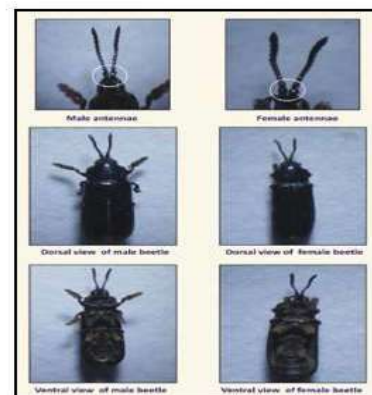 Male antennae
Female antennae
Dorsal view of male beetle
Dorsal view of female beetle
Ventral view of male beetle
Ventral view of female beetle